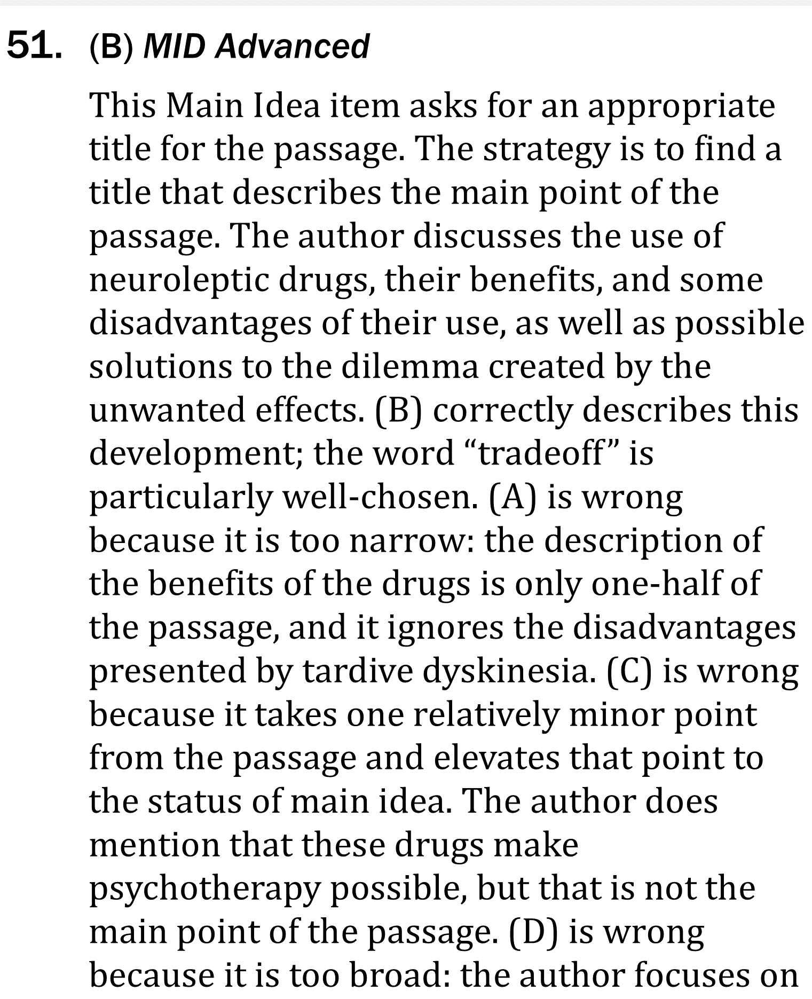 51. (B) MID Advanced
This Main Idea item asks for an appropriate
title for the passage. The strategy is to find a
title that describes the main point of the
passage. The author discusses the use of
neuroleptic drugs, their benefits, and some
disadvantages of their use, as well as possible
solutions to the dilemma created by the
unwanted effects. (B) correctly describes this
development; the word “tradeoff” is
particularly well-chosen. (A) is wrong
because it is too narrow: the description of
the benefits of the drugs is only one-half of
the passage, and it ignores the disadvantages
presented by tardive dyskinesia. (C) is wrong
because it takes one relatively minor point
from the passage and elevates that point to
the status of main idea. The author does
mention that these drugs make
psychotherapy possible, but that is not the
main point of the passage. (D) is wrong
because it is too broad: the author focuses on